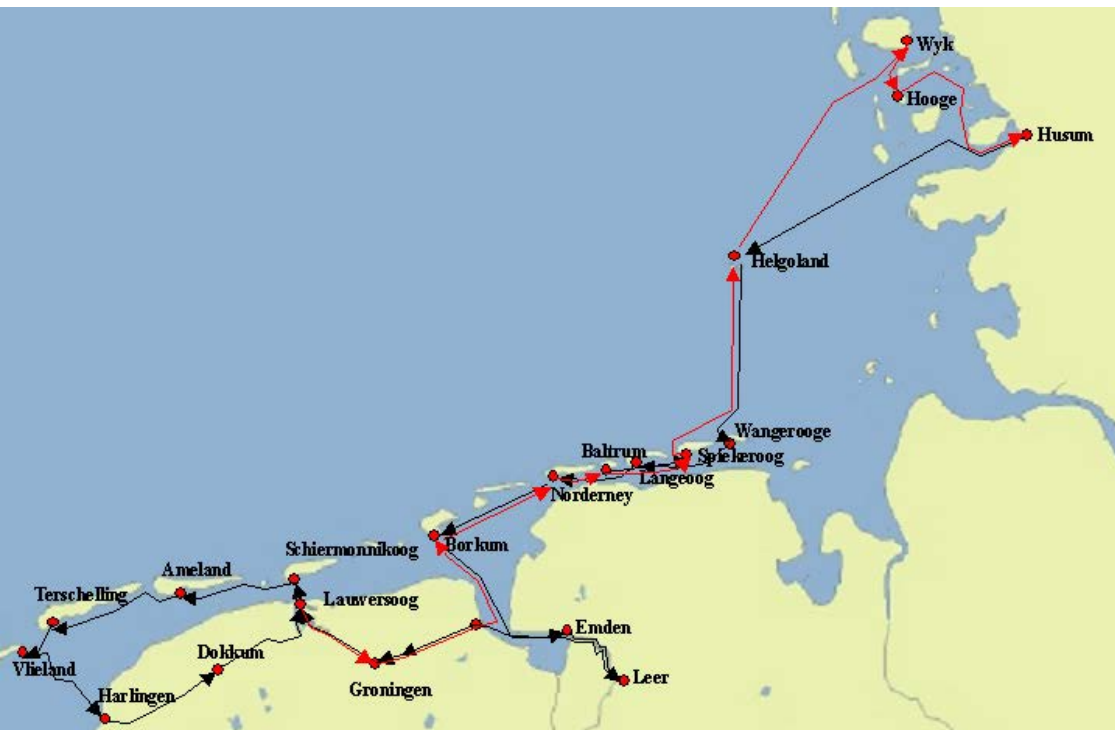 Wyk
Hooge
Husum
Helgoland
Wangerooge
Baltrum
Spiekeroog
Langeoog
Norderney
Borkum
Schiermonnikoog
Ameland
Terschelling
Lauwersoog
Emden
Dokkum
Vlieland
Leer
Groningen
Harlingen